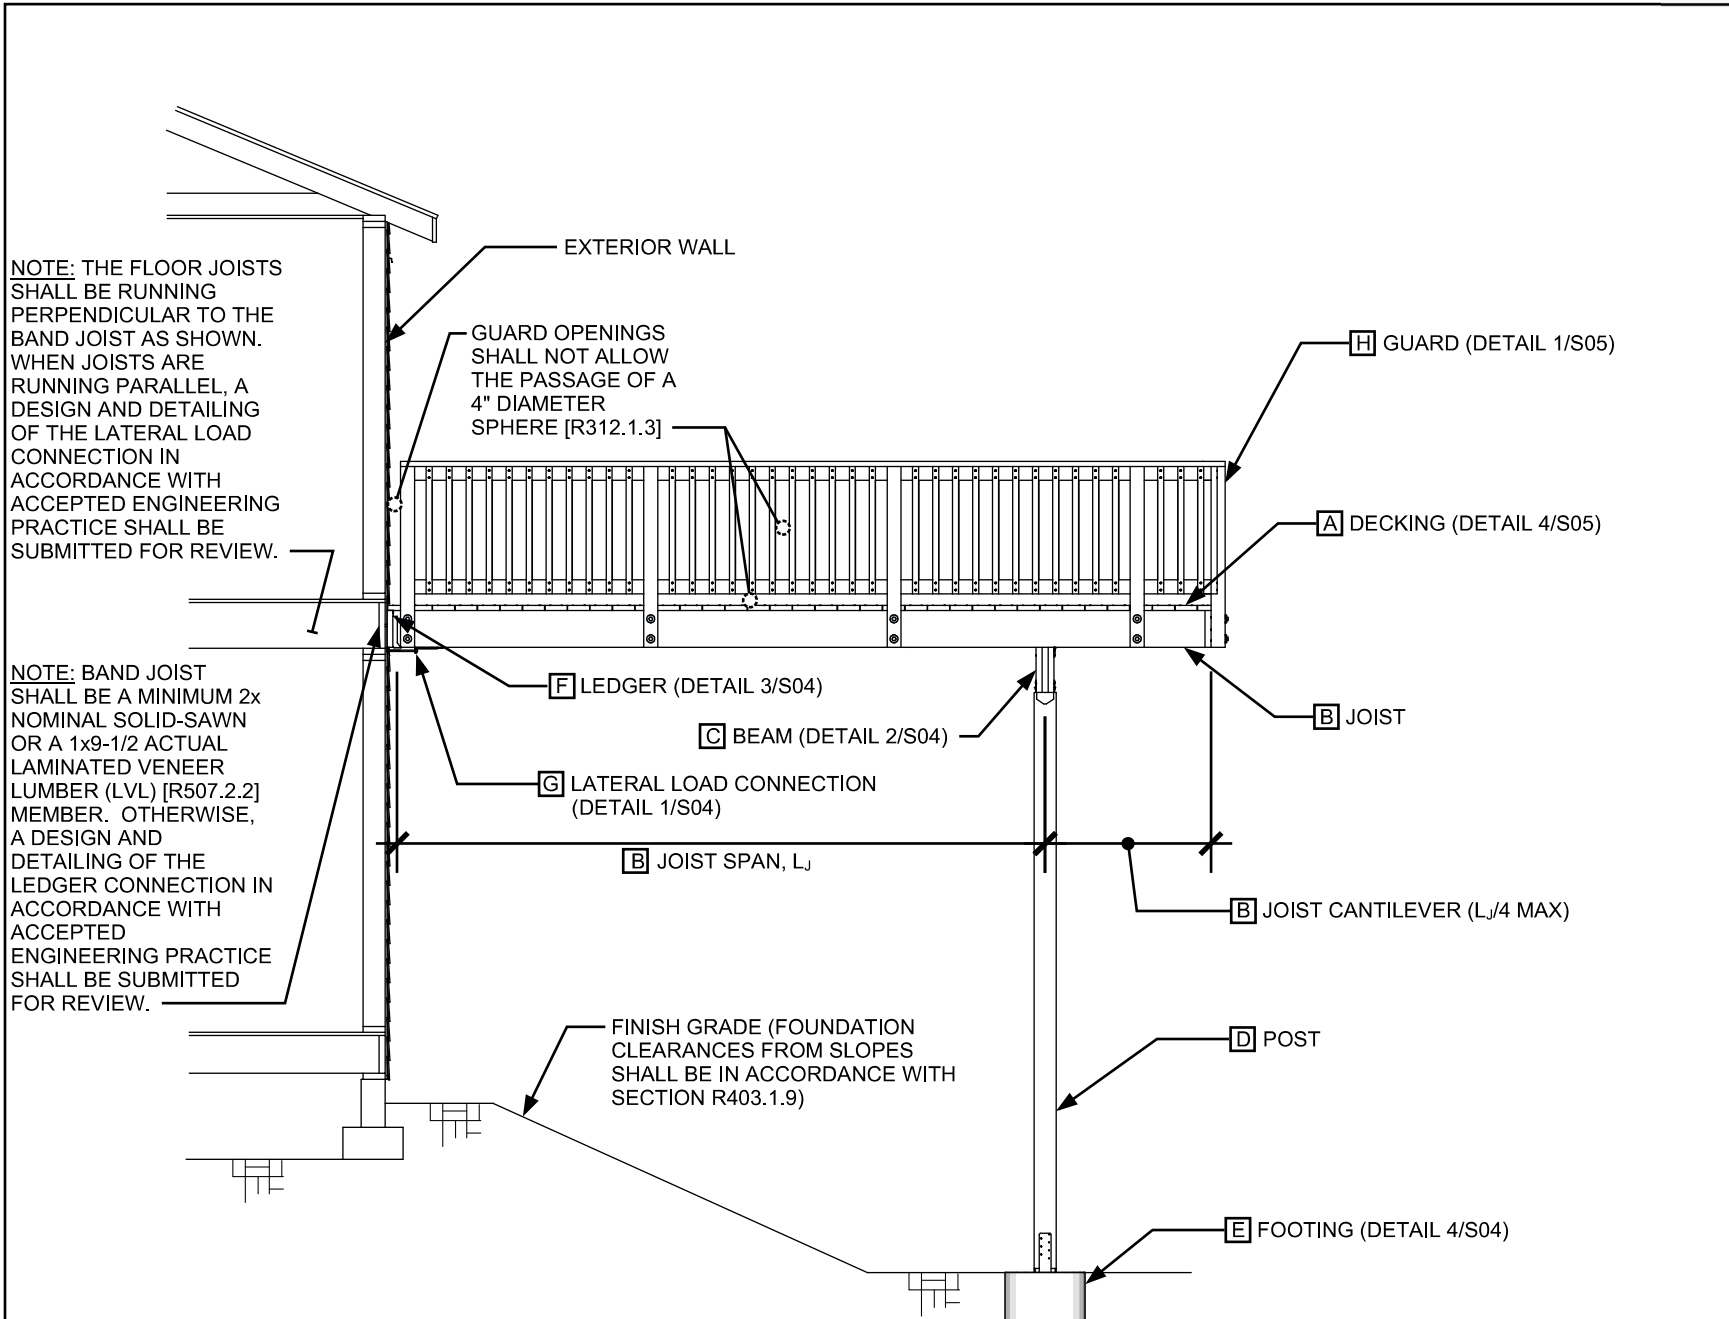 NOTE: THE FLOOR JOISTS
SHALL BE RUNNING
PERPENDICULAR TO THE
BAND JOIST AS SHOWN.
WHEN JOISTS ARE
RUNNING PARALLEL, A
DESIGN AND DETAILING
OF THE LATERAL LOAD
CONNECTION IN
ACCORDANCE WITH
ACCEPTED ENGINEERING
PRACTICE SHALL BE
SUBMITTED FOR REVIEW.
NOTE: BAND JOIST
SHALL BE A MINIMUM 2x
NOMINAL SOLID-SAWN
OR A 1x9-1/2 ACTUAL
LAMINATED VENEER
LUMBER (LVL) [R507.2.2]
MEMBER. OTHERWISE,
A DESIGN AND
DETAILING OF THE
LEDGER CONNECTION IN
ACCORDANCE WITH
ACCEPTED
ENGINEERING PRACTICE
SHALL BE SUBMITTED
FOR REVIEW.
EXTERIOR WALL
GUARD OPENINGS
SHALL NOT ALLOW
THE PASSAGE OF A
4" DIAMETER
SPHERE [R312.1.3]
H GUARD (DETAIL 1/S05)
A DECKING (DETAIL 4/S05)
F LEDGER (DETAIL 3/S04)
B JOIST
C BEAM (DETAIL 2/S04)
G LATERAL LOAD CONNECTION
(DETAIL 1/S04)
B JOIST SPAN, LJ
B JOIST CANTILEVER (LJ/4 MAX)
FINISH GRADE (FOUNDATION
CLEARANCES FROM SLOPES
SHALL BE IN ACCORDANCE WITH
SECTION R403.1.9)
D POST
E FOOTING (DETAIL 4/S04)